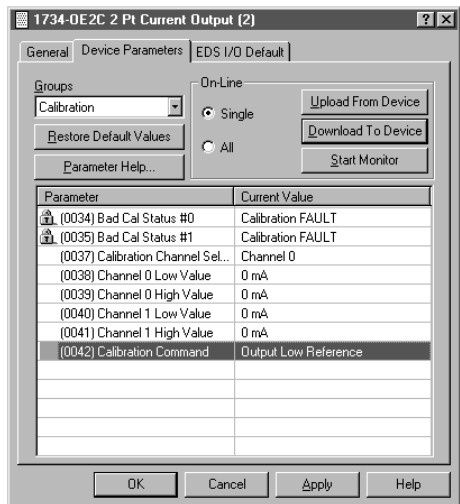 1734-OE2C 2 Pt Current Output (2)
General Device Parameters EDS I/O Default
Groups
Calibration
Restore Default Values
Parameter Help...
On-Line
Single
All
Upload From Device
Download To Device
Start Monitor
Parameter Current Value
(0034) Bad Cal Status #0 Calibration FAULT
(0035) Bad Cal Status #1 Calibration FAULT
(0037) Calibration Channel Sel... Channel 0
(0038) Channel 0 Low Value 0 mA
(0039) Channel 0 High Value 0 mA
(0040) Channel 1 Low Value 0 mA
(0041) Channel 1 High Value 0 mA
(0042) Calibration Command Output Low Reference
OK Cancel Apply Help